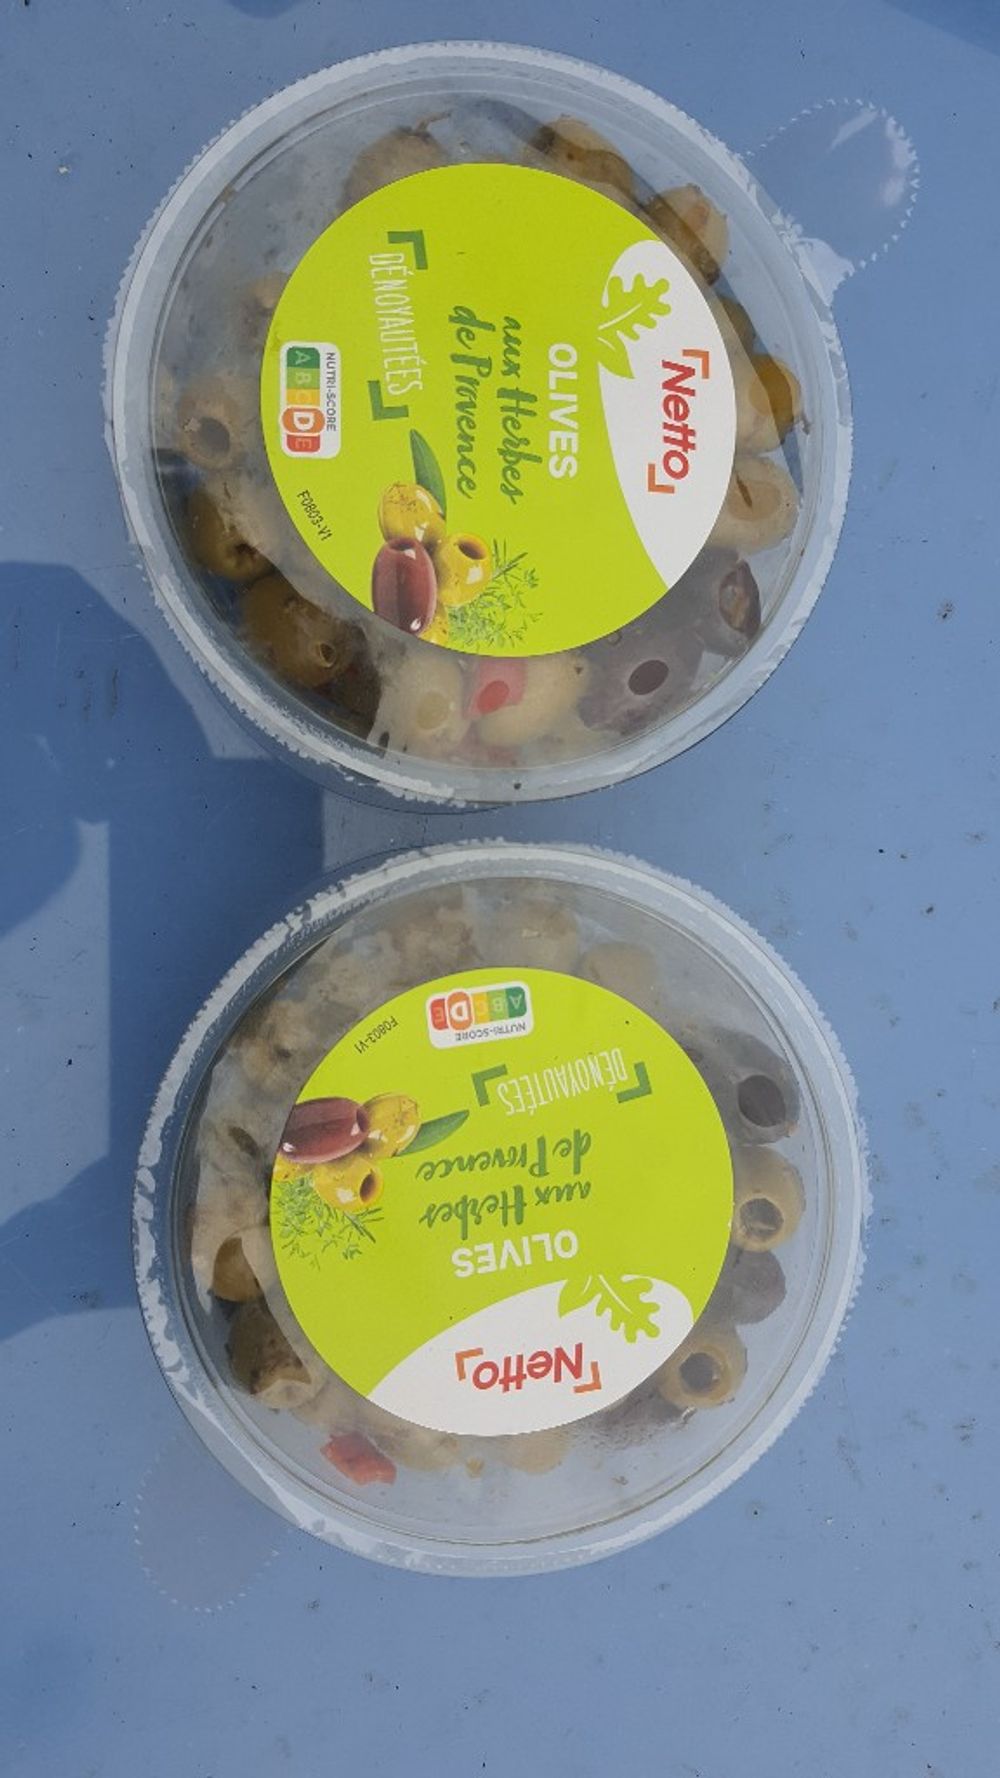 Netto
OLIVES
aux Herbes
de Provence
DÉNOYAUTÉES
NUTRI-SCORE
A B C D E
F0803-V1
Netto
OLIVES
aux Herbes
de Provence
DÉNOYAUTÉES
NUTRI-SCORE
A B C D E
F0803-V1